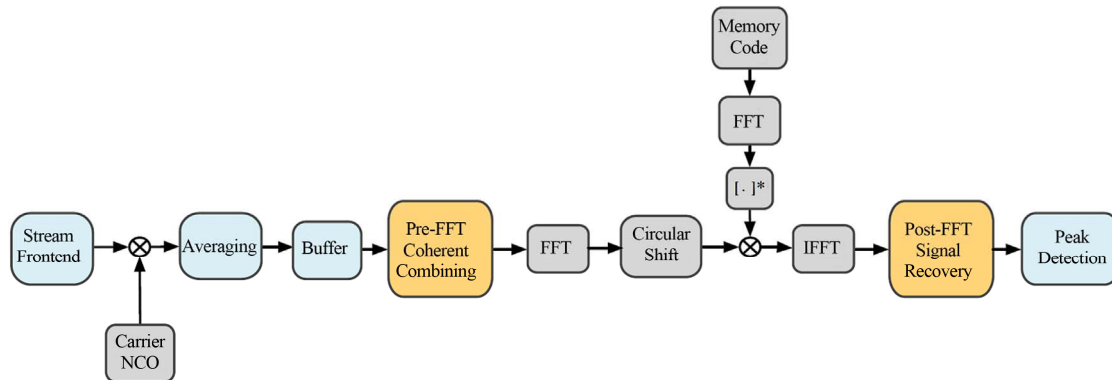 Memory
Code
FFT
[ . ]*
Stream
Frontend
Averaging
Buffer
Pre-FFT
Coherent
Combining
FFT
Circular
Shift
IFFT
Post-FFT
Signal
Recovery
Peak
Detection
Carrier
NCO